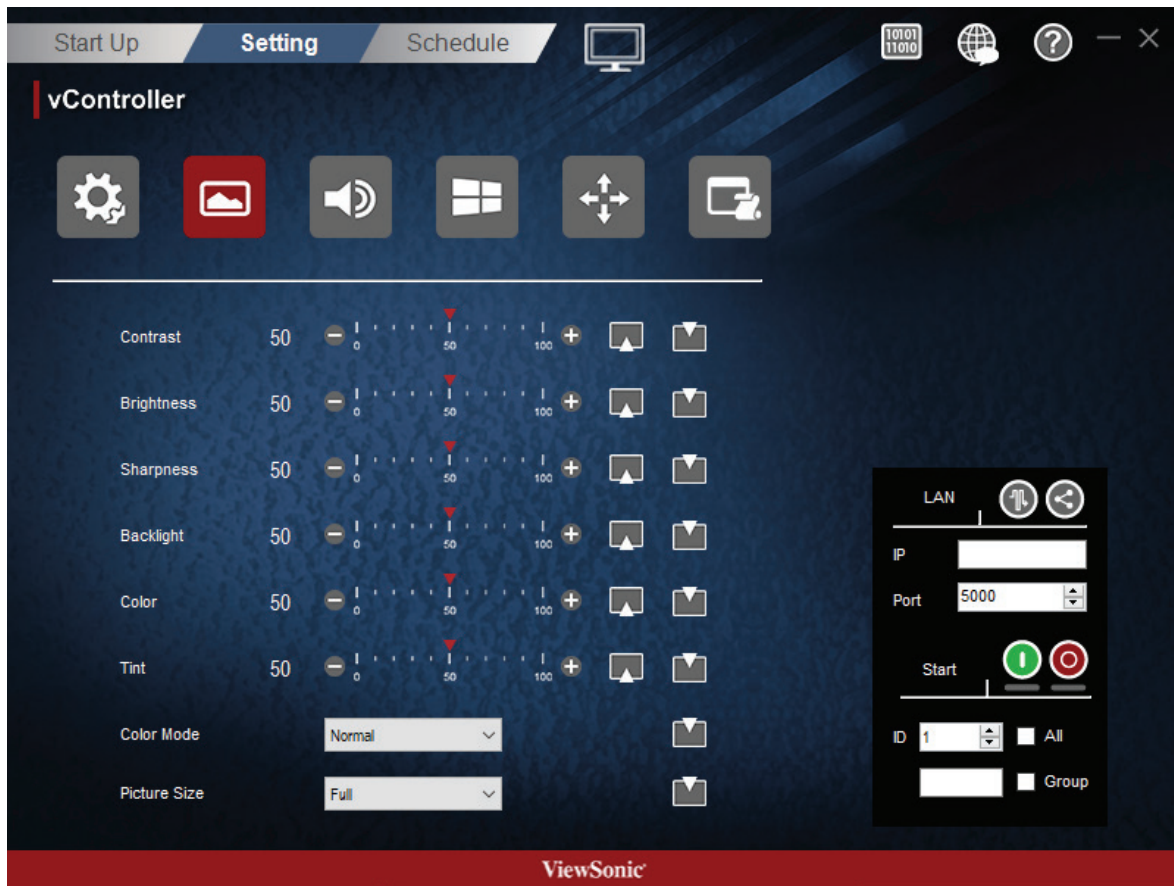 Start Up Setting Schedule
10101
11010
?
vController
Contrast 50 0 50 100
Brightness 50 0 50 100
Sharpness 50 0 50 100
Backlight 50 0 50 100
Color 50 0 50 100
Tint 50 0 50 100
Color Mode Normal
Picture Size Full
LAN
IP
Port 5000
Start
ID 1 All
Group
ViewSonic